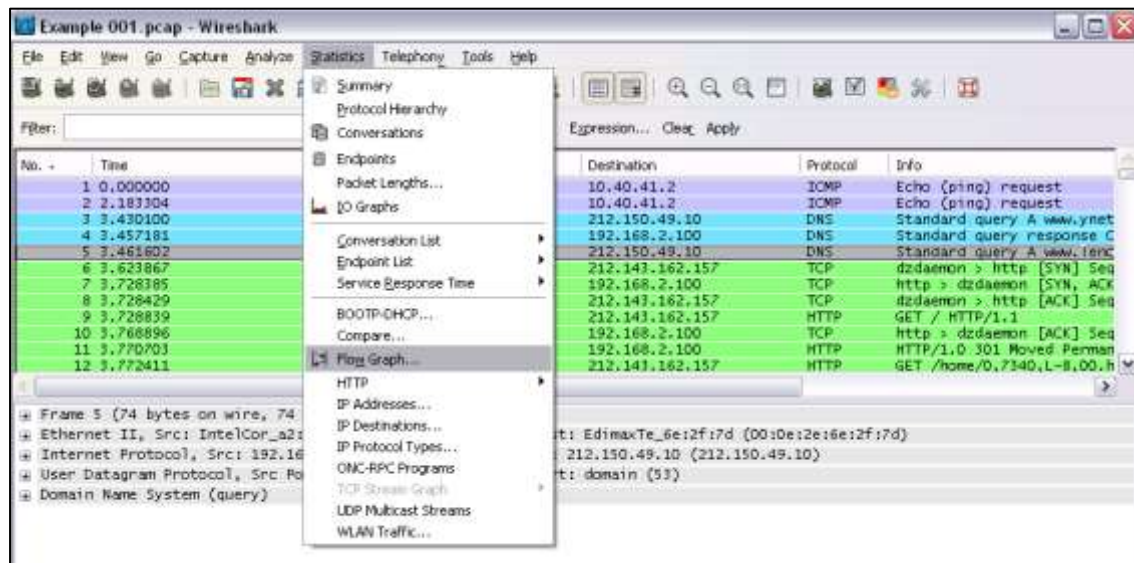 Example 001.pcap - Wireshark
File Edit View Go Capture Analyze Statistics Telephony Tools Help
Filter: Expression... Clear Apply
Summary
Protocol Hierarchy
Conversations
Endpoints
Packet Lengths...
IO Graphs
Conversation List
Endpoint List
Service Response Time
BOOTP-DHCP...
Compare...
Flow Graph...
HTTP
IP Addresses...
IP Destinations...
IP Protocol Types...
ONC-RPC Programs
TCP Stream Graph
UDP Multicast Streams
WLAN Traffic...
No. Time Destination Protocol Info
1 0.000000 10.40.41.2 ICMP Echo (ping) request
2 2.183304 10.40.41.2 ICMP Echo (ping) request
3 3.430100 212.150.49.10 DNS Standard query A www.ynet
4 3.457181 192.168.2.100 DNS Standard query response C
5 3.461602 212.150.49.10 DNS Standard query A
6 3.623867 212.143.162.157 TCP dzdaemon > http [SYN] Seq
7 3.728385 192.168.2.100 TCP http > dzdaemon [SYN, ACK
8 3.728429 212.143.162.157 TCP dzdaemon > http [ACK] Seq
9 3.728839 212.143.162.157 HTTP GET / HTTP/1.1
10 3.768896 192.168.2.100 TCP http > dzdaemon [ACK] Seq
11 3.770703 192.168.2.100 HTTP HTTP/1.0 301 Moved Perman
12 3.772411 212.143.162.157 HTTP GET /home/0,7340,L-8,00.h
Frame 5 (74 bytes on wire, 74
Ethernet II, Src: IntelCor_a2: t: EdimaxTe_6e:2f:7d (00:0e:2e:6e:2f:7d)
Internet Protocol, Src: 192.16 212.150.49.10 (212.150.49.10)
User Datagram Protocol, Src Po rt: domain (53)
Domain Name System (query)